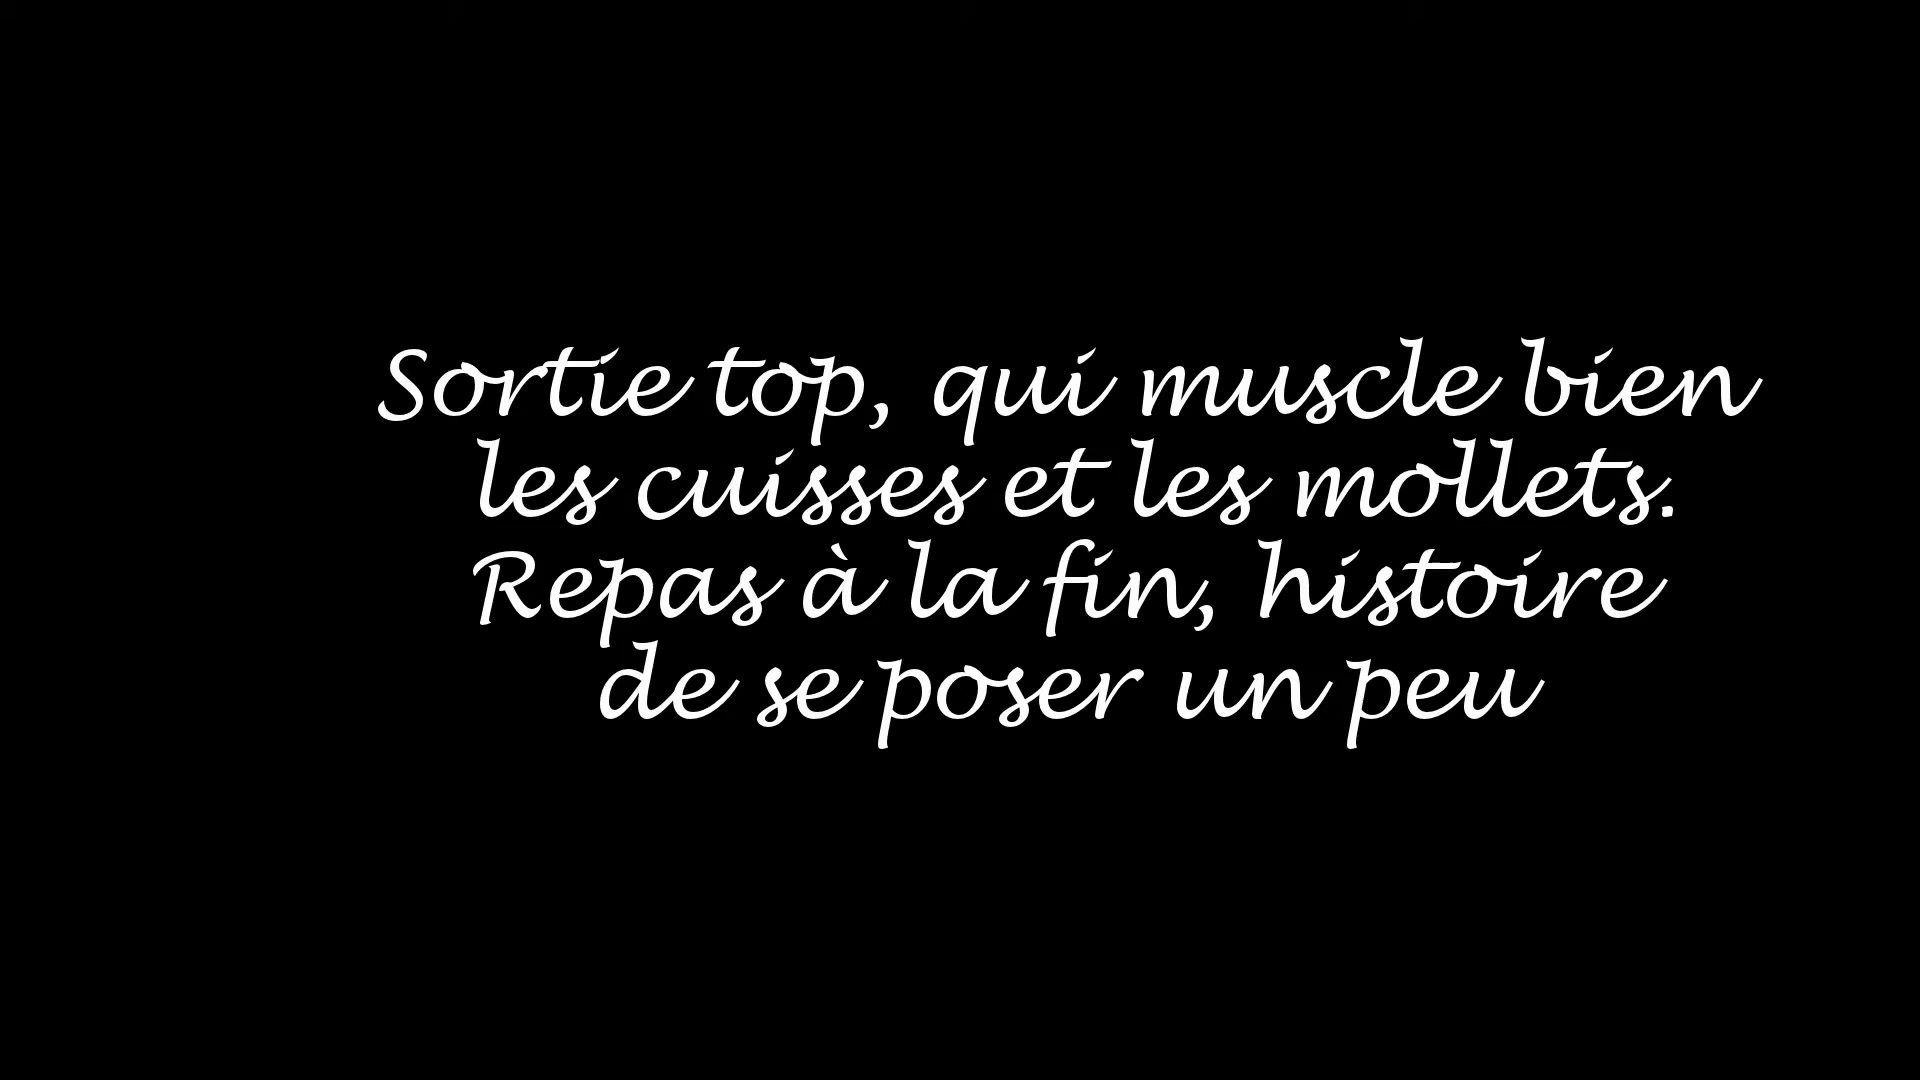 Sortie top, qui muscle bien
les cuisses et les mollets.
Repas à la fin, histoire
de se poser un peu